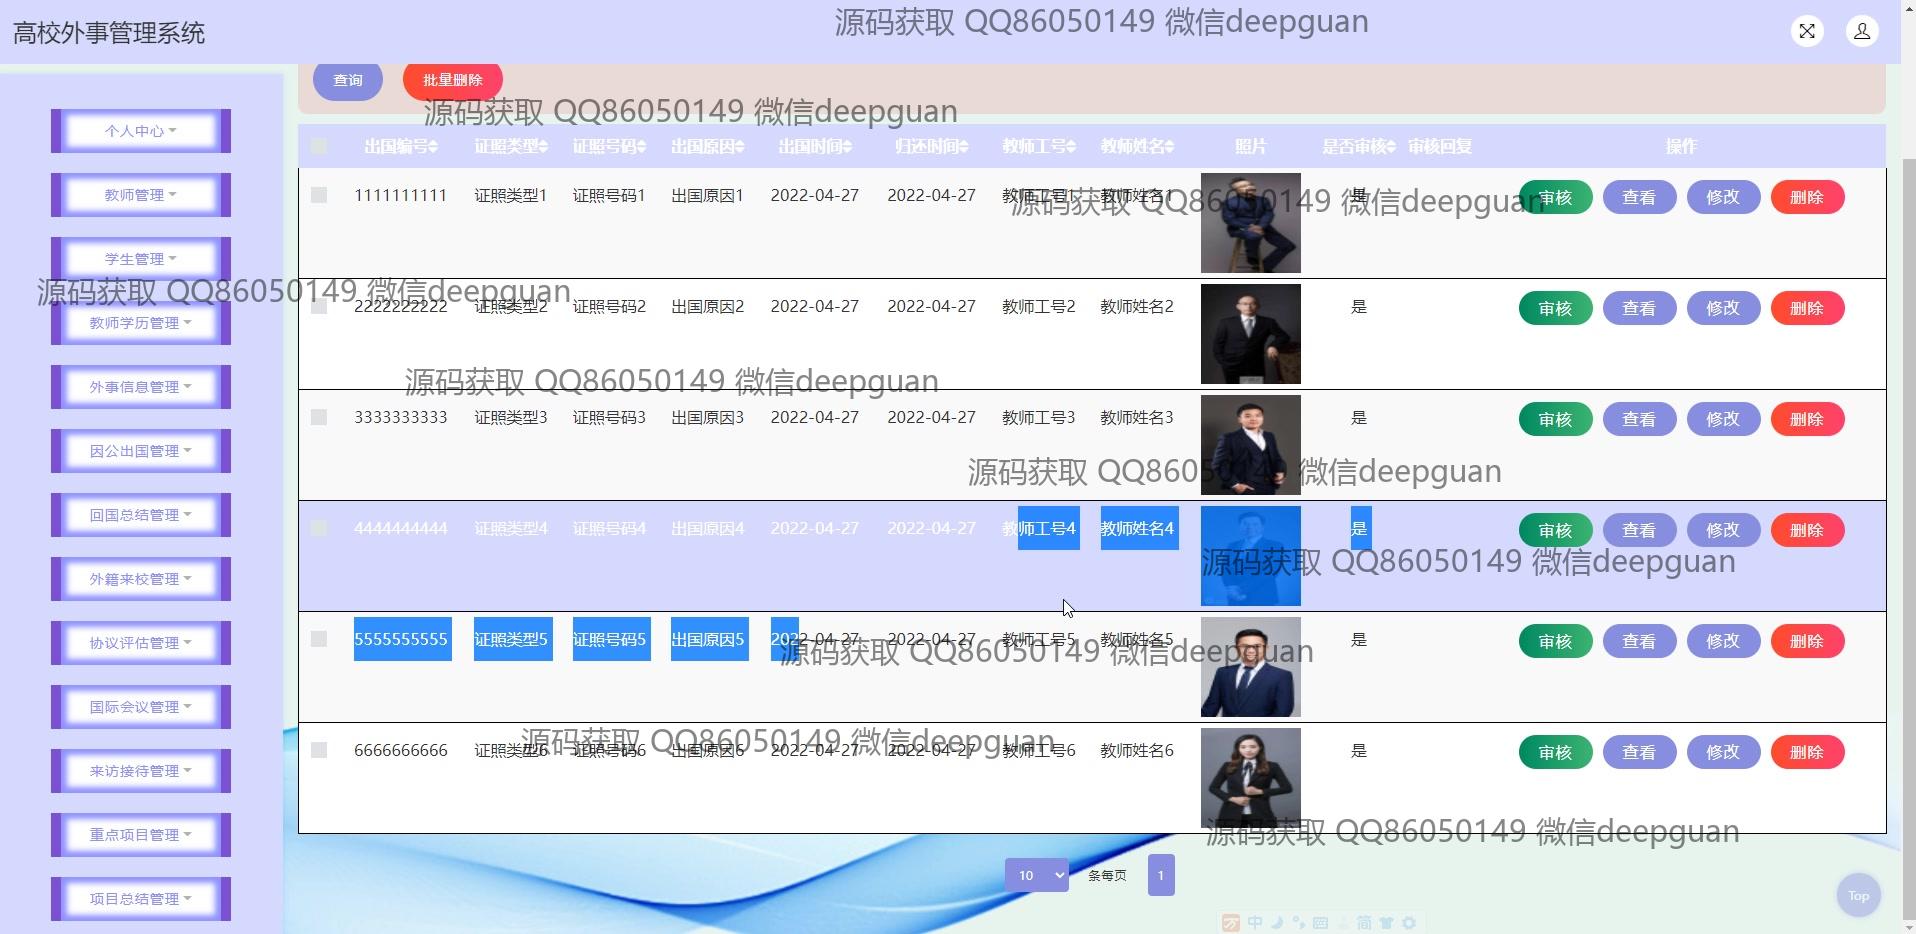 高校外事管理系统
源码获取 QQ86050149 微信deepguan
查询
批量删除
源码获取 QQ86050149 微信deepguan
个人中心
教师管理
学生管理
教师学历管理
外事信息管理
因公出国管理
回国总结管理
外籍来校管理
协议评估管理
国际会议管理
来访接待管理
重点项目管理
项目总结管理
出国编号 证照类型 证照号码 出国原因 出国时间 归还时间 教师工号 教师姓名 照片 是否审核 审核回复 操作
1111111111 证照类型1 证照号码1 出国原因1 2022-04-27 2022-04-27 教师工号1 教师姓名1 是 审核 查看 修改 删除
源码获取 QQ86050149 微信deepguan
源码获取 QQ86050149 微信deepguan
2222222222 证照类型2 证照号码2 出国原因2 2022-04-27 2022-04-27 教师工号2 教师姓名2 是 审核 查看 修改 删除
源码获取 QQ86050149 微信deepguan
3333333333 证照类型3 证照号码3 出国原因3 2022-04-27 2022-04-27 教师工号3 教师姓名3 是 审核 查看 修改 删除
源码获取 QQ86050149 微信deepguan
4444444444 证照类型4 证照号码4 出国原因4 2022-04-27 2022-04-27 教师工号4 教师姓名4 是 审核 查看 修改 删除
源码获取 QQ86050149 微信deepguan
5555555555 证照类型5 证照号码5 出国原因5 2022-04-27 2022-04-27 教师工号5 教师姓名5 是 审核 查看 修改 删除
源码获取 QQ86050149 微信deepguan
6666666666 证照类型6 证照号码6 出国原因6 2022-04-27 2022-04-27 教师工号6 教师姓名6 是 审核 查看 修改 删除
源码获取 QQ86050149 微信deepguan
源码获取 QQ86050149 微信deepguan
10 条每页 1
Top
中 简